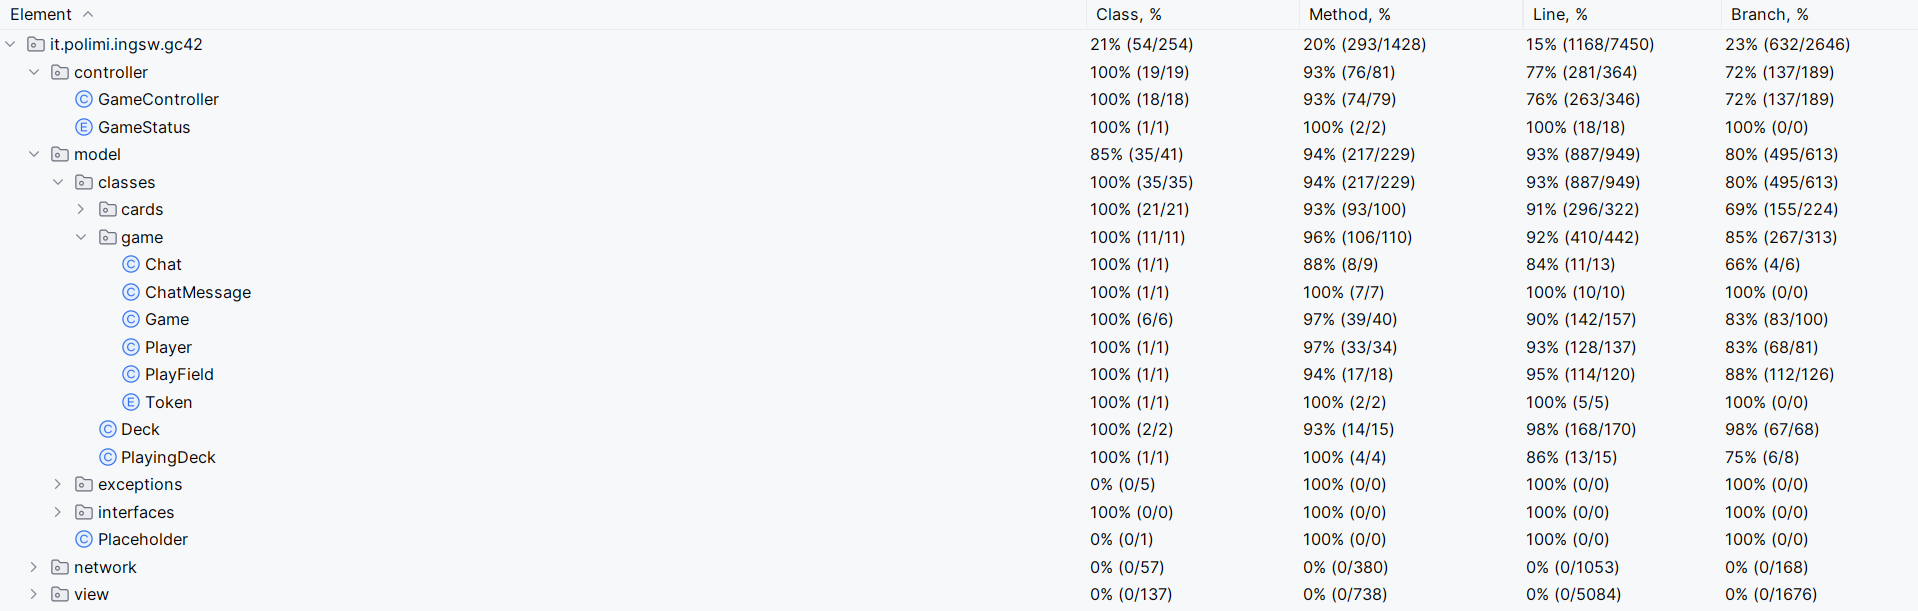 Element Class, % Method, % Line, % Branch, %
it.polimi.ingsw.gc42 21% (54/254) 20% (293/1428) 15% (1168/7450) 23% (632/2646)
controller 100% (19/19) 93% (76/81) 77% (281/364) 72% (137/189)
C GameController 100% (18/18) 93% (74/79) 76% (263/346) 72% (137/189)
E GameStatus 100% (1/1) 100% (2/2) 100% (18/18) 100% (0/0)
model 85% (35/41) 94% (217/229) 93% (887/949) 80% (495/613)
classes 100% (35/35) 94% (217/229) 93% (887/949) 80% (495/613)
cards 100% (21/21) 93% (93/100) 91% (296/322) 69% (155/224)
game 100% (11/11) 96% (106/110) 92% (410/442) 85% (267/313)
C Chat 100% (1/1) 88% (8/9) 84% (11/13) 66% (4/6)
C ChatMessage 100% (1/1) 100% (7/7) 100% (10/10) 100% (0/0)
C Game 100% (6/6) 97% (39/40) 90% (142/157) 83% (83/100)
C Player 100% (1/1) 97% (33/34) 93% (128/137) 83% (68/81)
C PlayField 100% (1/1) 94% (17/18) 95% (114/120) 88% (112/126)
E Token 100% (1/1) 100% (2/2) 100% (5/5) 100% (0/0)
C Deck 100% (2/2) 93% (14/15) 98% (168/170) 98% (67/68)
C PlayingDeck 100% (1/1) 100% (4/4) 86% (13/15) 75% (6/8)
exceptions 0% (0/5) 100% (0/0) 100% (0/0) 100% (0/0)
interfaces 100% (0/0) 100% (0/0) 100% (0/0) 100% (0/0)
C Placeholder 0% (0/1) 100% (0/0) 100% (0/0) 100% (0/0)
network 0% (0/57) 0% (0/380) 0% (0/1053) 0% (0/168)
view 0% (0/137) 0% (0/738) 0% (0/5084) 0% (0/1676)